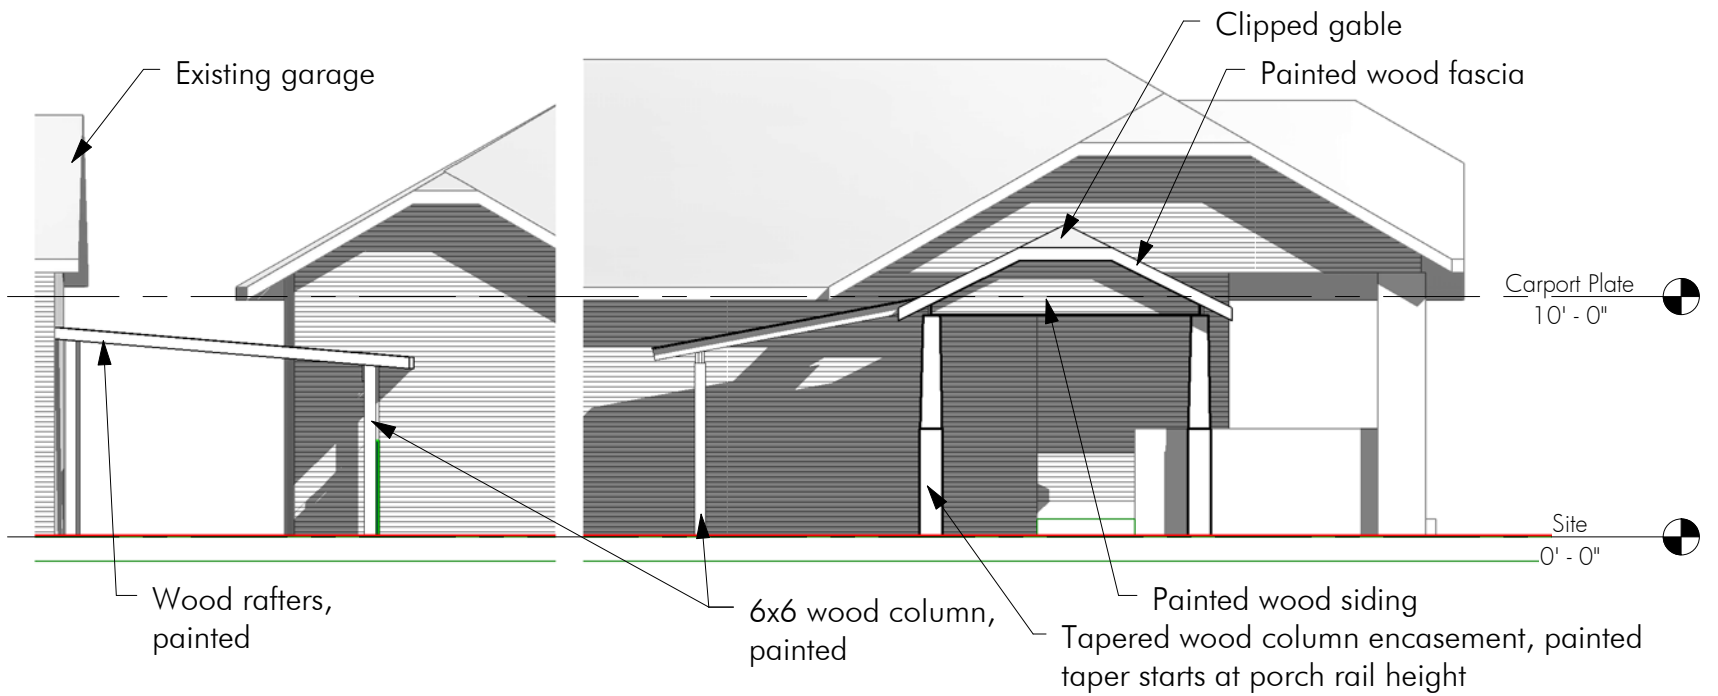 Clipped gable
Existing garage
Painted wood fascia
Carport Plate
10' - 0"
Site
0' - 0"
Wood rafters,
painted
6x6 wood column,
painted
Painted wood siding
Tapered wood column encasement, painted
taper starts at porch rail height